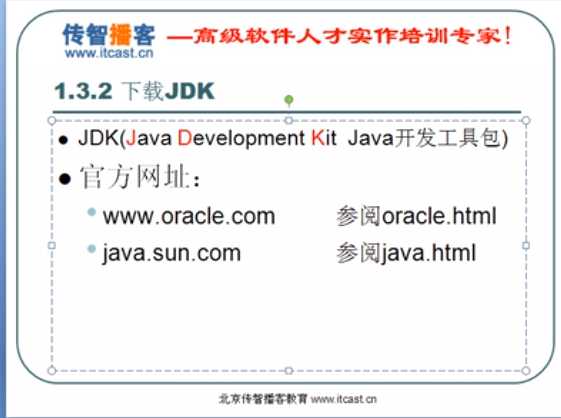 传智播客 —高级软件人才实作培训专家!
www.itcast.cn
1.3.2 下载JDK
● JDK(Java Development Kit Java开发工具包)
● 官方网址：
● www.oracle.com 参阅oracle.html
● java.sun.com 参阅java.html
北京传智播客教育 www.itcast.cn